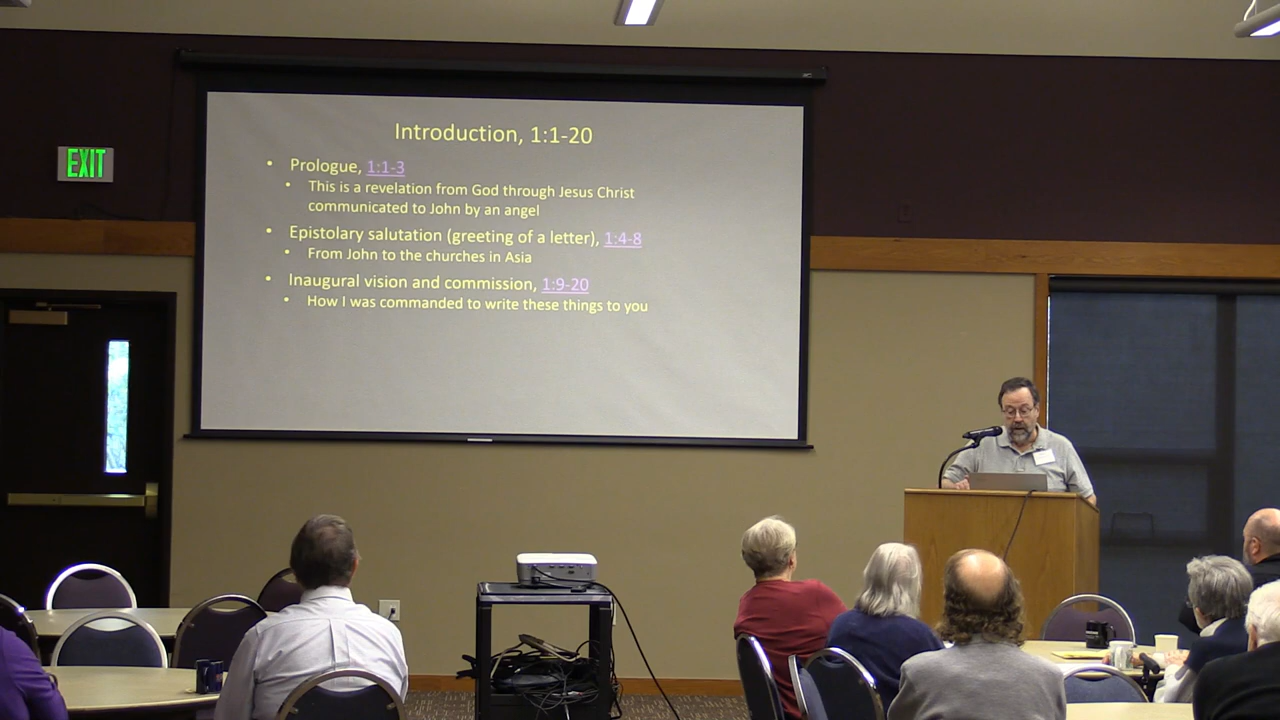 EXIT
Introduction, 1:1-20
• Prologue, 1:1-3
• This is a revelation from God through Jesus Christ
communicated to John by an angel
• Epistolary salutation (greeting of a letter), 1:4-8
• From John to the churches in Asia
• Inaugural vision and commission, 1:9-20
• How I was commanded to write these things to you